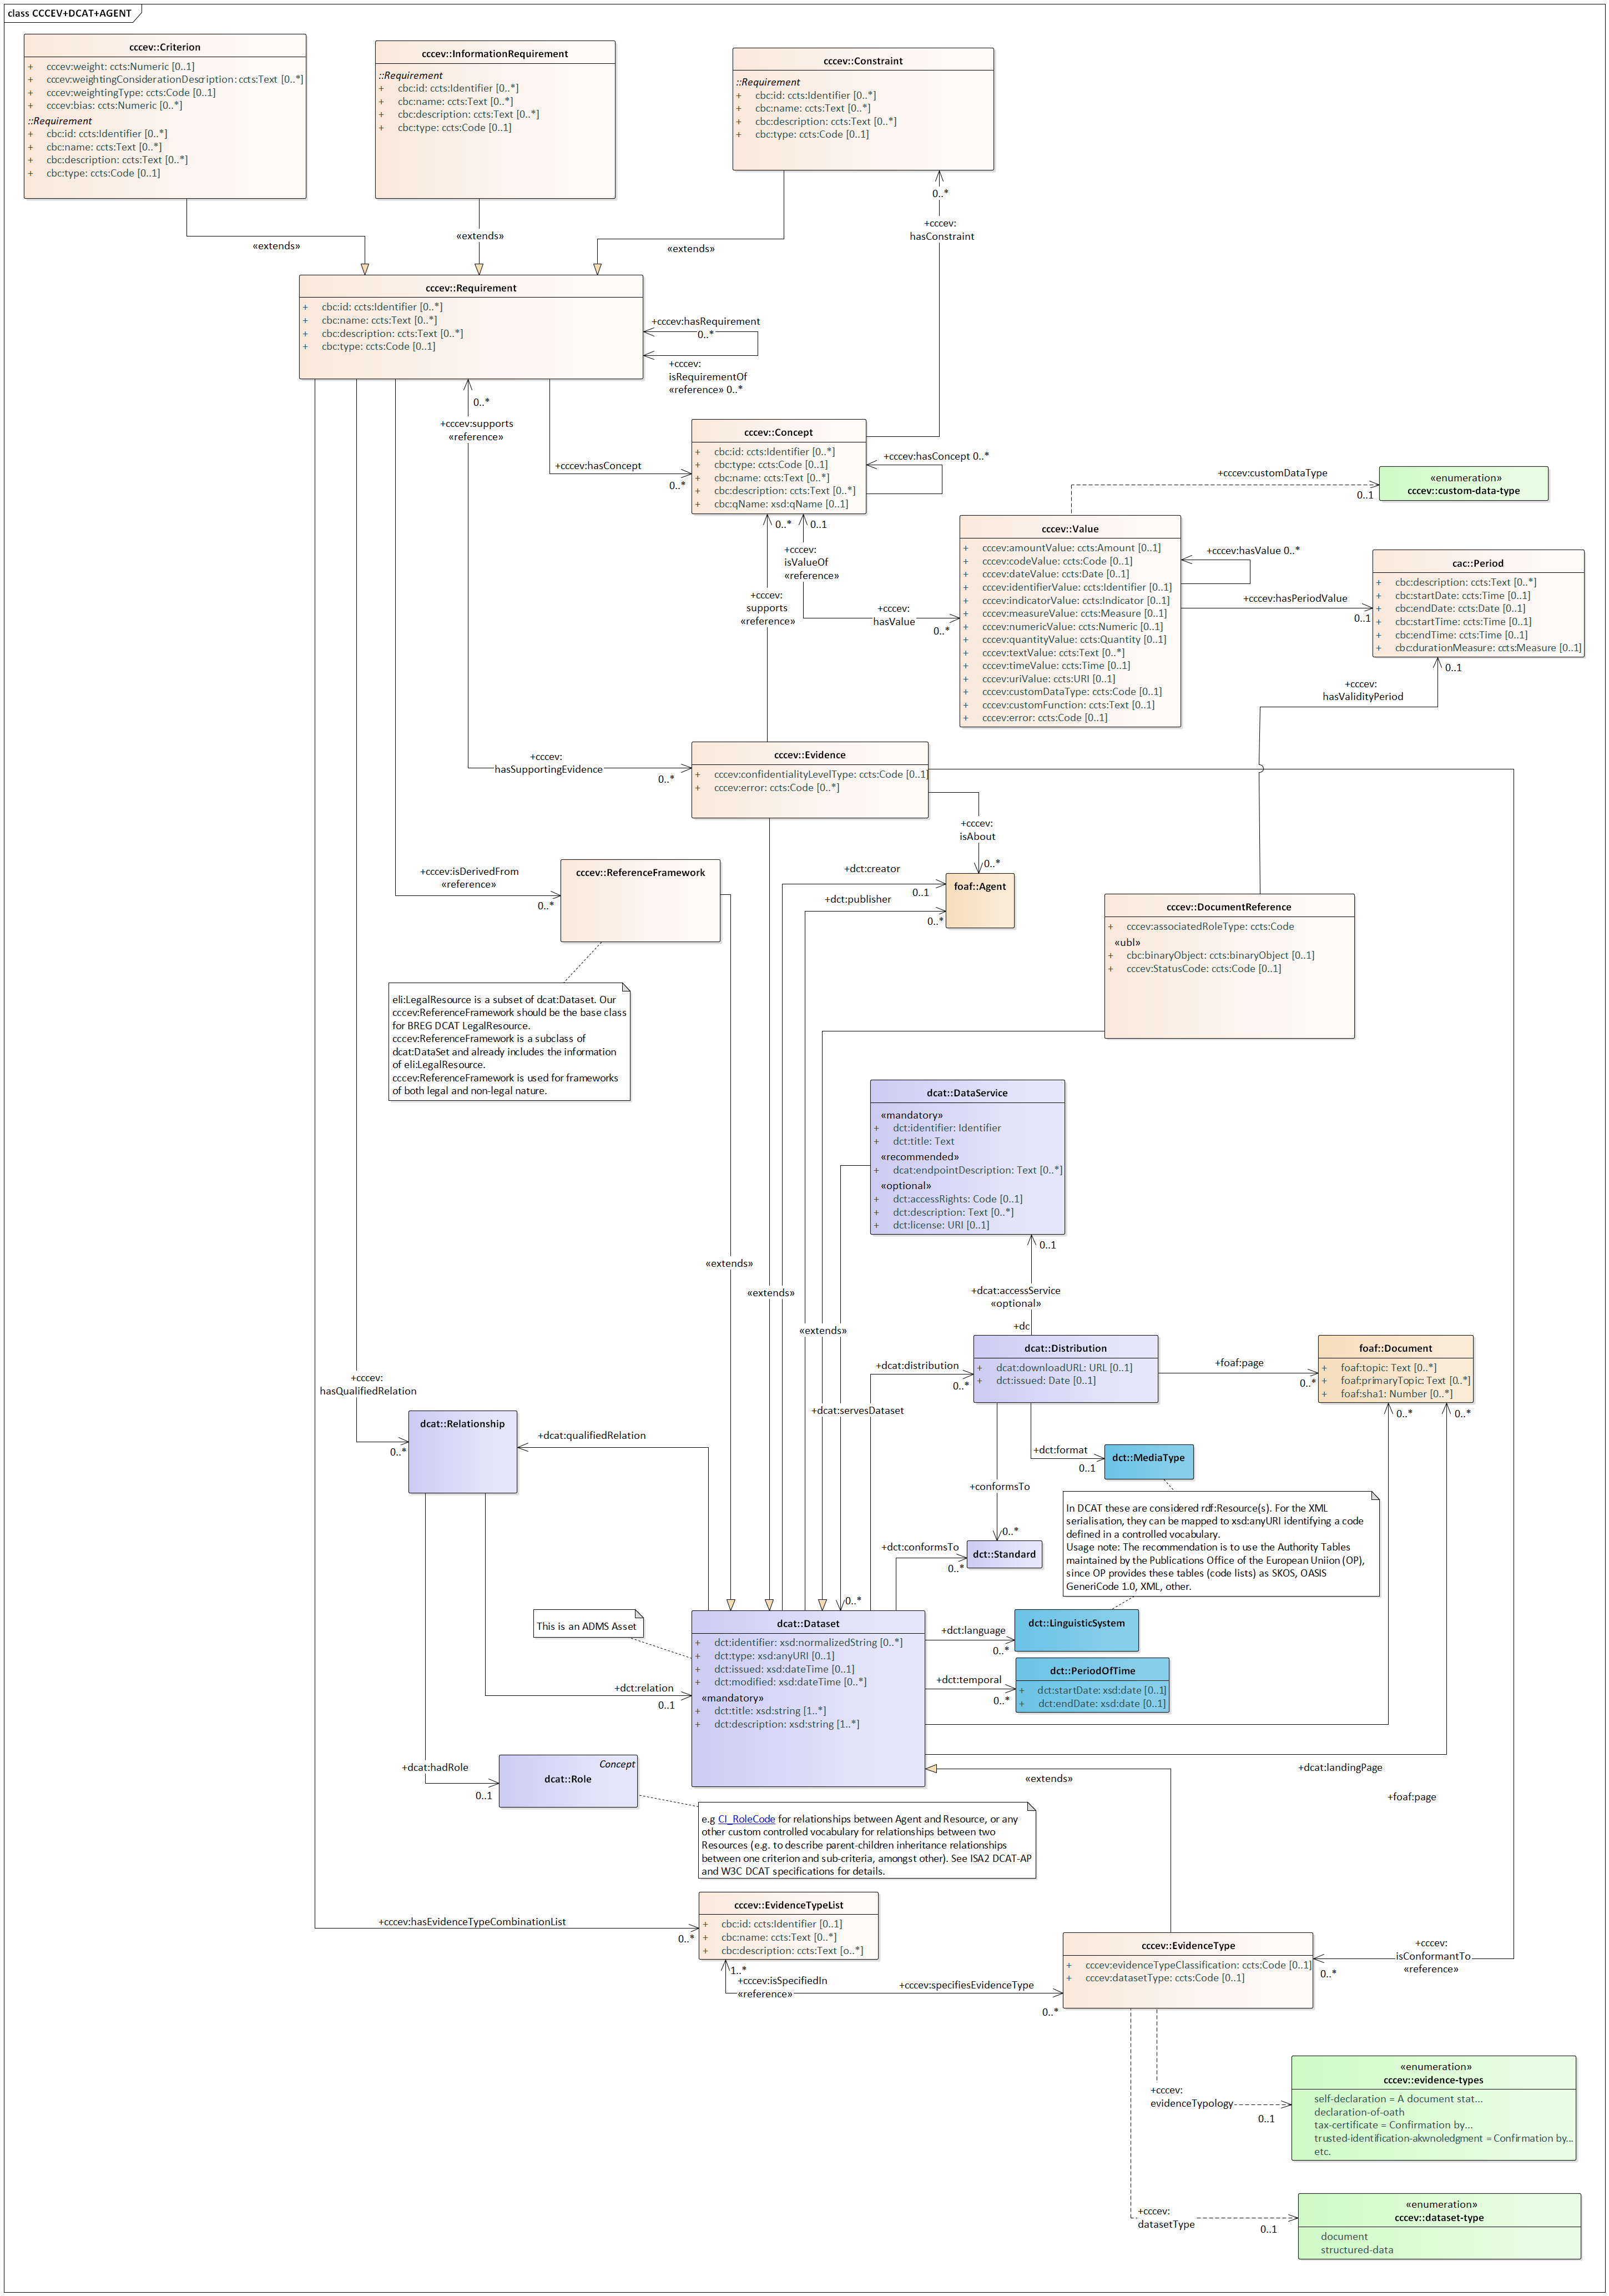 class CCCEV+DCAT+AGENT
cccev::Criterion
+ cccev:weight: ccts:Numeric [0..1]
+ cccev:weightingConsiderationDescription: ccts:Text [0..*]
+ cccev:weightingType: ccts:Code [0..1]
+ cccev:bias: ccts:Numeric [0..*]
::Requirement
+ cbc:id: ccts:Identifier [0..*]
+ cbc:name: ccts:Text [0..*]
+ cbc:description: ccts:Text [0..*]
+ cbc:type: ccts:Code [0..1]
cccev::InformationRequirement
::Requirement
+ cbc:id: ccts:Identifier [0..*]
+ cbc:name: ccts:Text [0..*]
+ cbc:description: ccts:Text [0..*]
+ cbc:type: ccts:Code [0..1]
cccev::Constraint
::Requirement
+ cbc:id: ccts:Identifier [0..*]
+ cbc:name: ccts:Text [0..*]
+ cbc:description: ccts:Text [0..*]
+ cbc:type: ccts:Code [0..1]
0..*
+cccev:
hasConstraint
«extends»
«extends»
«extends»
cccev::Requirement
+ cbc:id: ccts:Identifier [0..*]
+ cbc:name: ccts:Text [0..*]
+ cbc:description: ccts:Text [0..*]
+ cbc:type: ccts:Code [0..1]
+cccev:hasRequirement
0..*
+cccev:
isRequirementOf
«reference» 0..*
0..*
+cccev:supports
«reference»
+cccev:hasConcept
0..*
cccev::Concept
+ cbc:id: ccts:Identifier [0..*]
+ cbc:type: ccts:Code [0..1]
+ cbc:name: ccts:Text [0..*]
+ cbc:description: ccts:Text [0..*]
+ cbc:qName: xsd:qName [0..1]
+cccev:hasConcept 0..*
0..*
0..1
+cccev:
isValueOf
«reference»
+cccev:
supports
«reference»
+cccev:
hasValue
0..*
+cccev:customDataType
0..1
«enumeration»
cccev::custom-data-type
cccev::Value
+ cccev:amountValue: ccts:Amount [0..1]
+ cccev:codeValue: ccts:Code [0..1]
+ cccev:dateValue: ccts:Date [0..1]
+ cccev:identifierValue: ccts:Identifier [0..1]
+ cccev:indicatorValue: ccts:Indicator [0..1]
+ cccev:measureValue: ccts:Measure [0..1]
+ cccev:numericValue: ccts:Numeric [0..1]
+ cccev:quantityValue: ccts:Quantity [0..1]
+ cccev:textValue: ccts:Text [0..*]
+ cccev:timeValue: ccts:Time [0..1]
+ cccev:uriValue: ccts:URI [0..1]
+ cccev:customDataType: ccts:Code [0..1]
+ cccev:customFunction: ccts:Text [0..1]
+ cccev:error: ccts:Code [0..1]
+cccev:hasValue 0..*
+cccev:hasPeriodValue
0..1
cac::Period
+ cbc:description: ccts:Text [0..*]
+ cbc:startDate: ccts:Time [0..1]
+ cbc:endDate: ccts:Date [0..1]
+ cbc:startTime: ccts:Time [0..1]
+ cbc:endTime: ccts:Time [0..1]
+ cbc:durationMeasure: ccts:Measure [0..1]
0..1
+cccev:
hasValidityPeriod
+cccev:
hasSupportingEvidence
0..*
cccev::Evidence
+ cccev:confidentialityLevelType: ccts:Code [0..1]
+ cccev:error: ccts:Code [0..*]
+cccev:
isAbout
0..*
+cccev:isDerivedFrom
«reference»
0..*
cccev::ReferenceFramework
+dct:creator
0..1
+dct:publisher
0..*
foaf::Agent
cccev::DocumentReference
+ cccev:associatedRoleType: ccts:Code
«ubl»
+ cbc:binaryObject: ccts:binaryObject [0..1]
+ cccev:StatusCode: ccts:Code [0..1]
eli:LegalResource is a subset of dcat:Dataset. Our
cccev:ReferenceFramework should be the base class
for BREG DCAT LegalResource.
cccev:ReferenceFramework is a subclass of
dcat:DataSet and already includes the information
of eli:LegalResource.
cccev:ReferenceFramework is used for frameworks
of both legal and non-legal nature.
dcat::DataService
«mandatory»
+ dct:identifier: Identifier
+ dct:title: Text
«recommended»
+ dcat:endpointDescription: Text [0..*]
«optional»
+ dct:accessRights: Code [0..1]
+ dct:description: Text [0..*]
+ dct:license: URI [0..1]
0..1
«extends»
«extends»
«extends»
+dcat:accessService
«optional»
+dc
dcat::Distribution
+ dcat:downloadURL: URL [0..1]
+ dct:issued: Date [0..1]
+dcat:distribution
0..*
+foaf:page
0..*
foaf::Document
+ foaf:topic: Text [0..*]
+ foaf:primaryTopic: Text [0..*]
+ foaf:sha1: Number [0..*]
0..*
0..*
+cccev:
hasQualifiedRelation
0..*
+dcat:servesDataset
dcat::Relationship
+dcat:qualifiedRelation
+dct:format
0..1
dct::MediaType
+conformsTo
0..*
In DCAT these are considered rdf:Resource(s). For the XML
serialisation, they can be mapped to xsd:anyURI identifying a code
defined in a controlled vocabulary.
Usage note: The recommendation is to use the Authority Tables
maintained by the Publications Office of the European Uniion (OP),
since OP provides these tables (code lists) as SKOS, OASIS
GeneriCode 1.0, XML, other.
+dct:conformsTo
0..*
dct::Standard
0..*
This is an ADMS Asset
dcat::Dataset
+ dct:identifier: xsd:normalizedString [0..*]
+ dct:type: xsd:anyURI [0..1]
+ dct:issued: xsd:dateTime [0..1]
+ dct:modified: xsd:dateTime [0..*]
«mandatory»
+ dct:title: xsd:string [1..*]
+ dct:description: xsd:string [1..*]
+dct:language
0..*
dct::LinguisticSystem
+dct:temporal
0..*
dct::PeriodOfTime
+ dct:startDate: xsd:date [0..1]
+ dct:endDate: xsd:date [0..1]
+dct:relation
0..1
+dcat:hadRole
0..1
Concept
dcat::Role
«extends»
+dcat:landingPage
+foaf:page
e.g CI_RoleCode for relationships between Agent and Resource, or any
other custom controlled vocabulary for relationships between two
Resources (e.g. to describe parent-children inheritance relationships
between one criterion and sub-criteria, amongst other). See ISA2 DCAT-AP
and W3C DCAT specifications for details.
+cccev:hasEvidenceTypeCombinationList
0..*
cccev::EvidenceTypeList
+ cbc:id: ccts:Identifier [0..1]
+ cbc:name: ccts:Text [0..*]
+ cbc:description: ccts:Text [o..*]
1..*
+cccev:isSpecifiedIn
«reference»
+cccev:specifiesEvidenceType
0..*
cccev::EvidenceType
+ cccev:evidenceTypeClassification: ccts:Code [0..1]
+ cccev:datasetType: ccts:Code [0..1]
+cccev:
isConformantTo
«reference»
0..*
+cccev:
evidenceTypology
0..1
«enumeration»
cccev::evidence-types
self-declaration = A document stat...
declaration-of-oath
tax-certificate = Confirmation by...
trusted-identification-akwnoledgment = Confirmation by...
etc.
+cccev:
datasetType
0..1
«enumeration»
cccev::dataset-type
document
structured-data